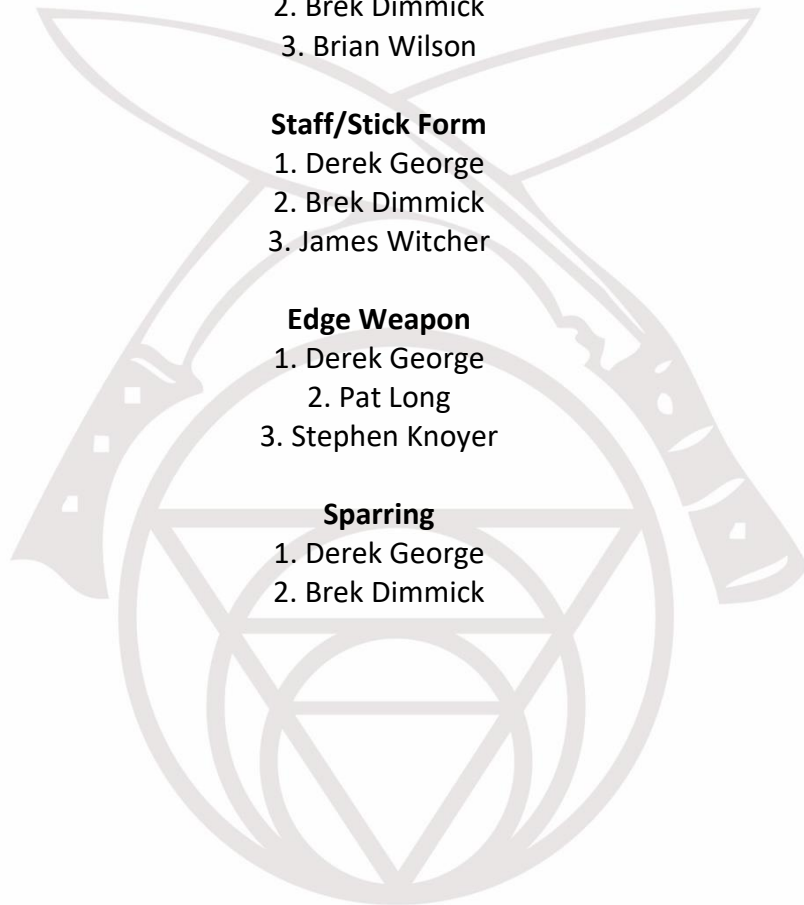 2. Brek Dimmick
3. Brian Wilson
Staff/Stick Form
1. Derek George
2. Brek Dimmick
3. James Witcher
Edge Weapon
1. Derek George
2. Pat Long
3. Stephen Knoyer
Sparring
1. Derek George
2. Brek Dimmick